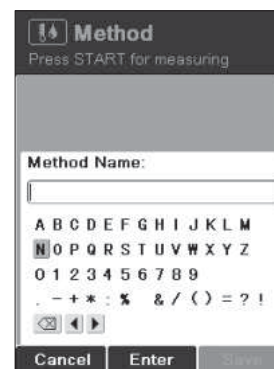 Method
Press START for measuring
Method Name:
A B C D E F G H I J K L M
N O P Q R S T U V W X Y Z
0 1 2 3 4 5 6 7 8 9
. - + * : % & / ( ) = ? !
Cancel Enter Save